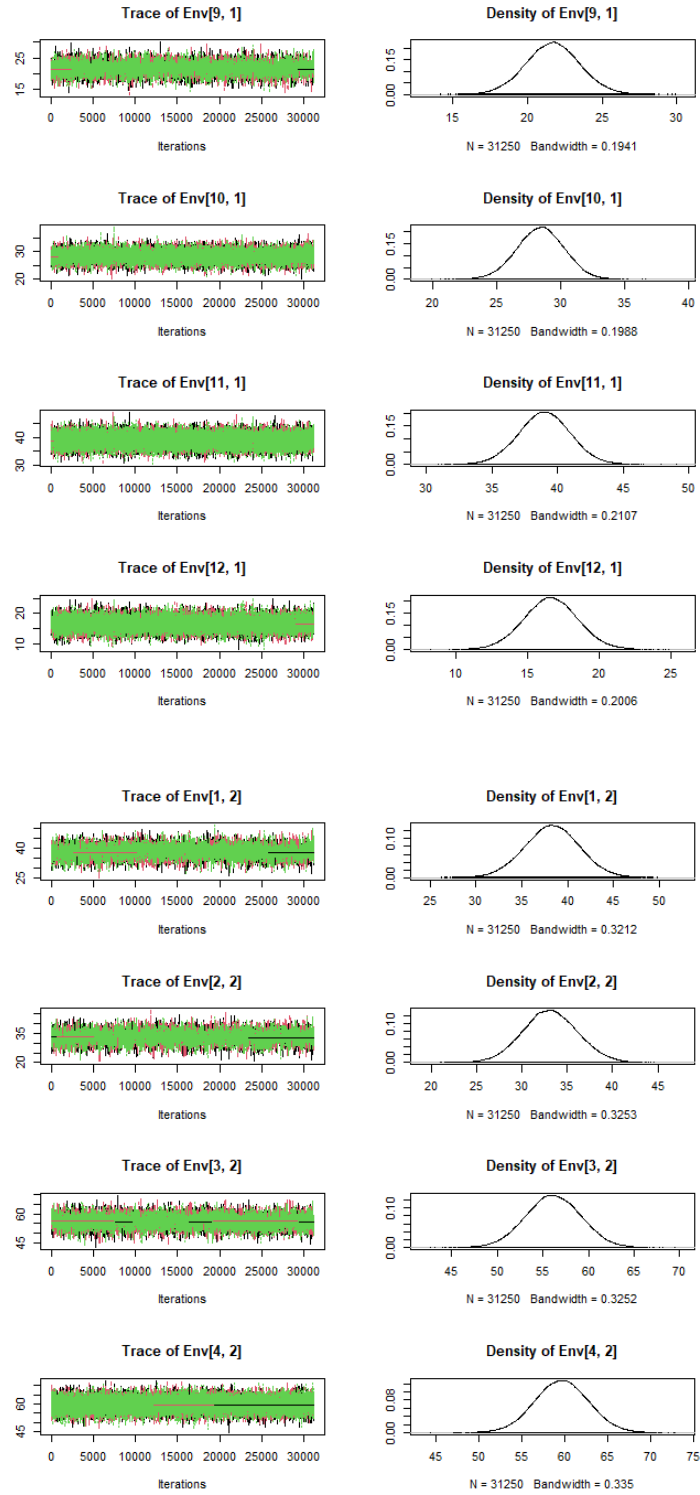 Trace of Env[9, 1]
Density of Env[9, 1]
25
15
0 5000 10000 15000 20000 25000 30000
Iterations
0.15
0.00
15 20 25 30
N = 31250 Bandwidth = 0.1941
Trace of Env[10, 1]
Density of Env[10, 1]
30
20
0 5000 10000 15000 20000 25000 30000
Iterations
0.15
0.00
20 25 30 35 40
N = 31250 Bandwidth = 0.1988
Trace of Env[11, 1]
Density of Env[11, 1]
40
30
0 5000 10000 15000 20000 25000 30000
Iterations
0.15
0.00
30 35 40 45 50
N = 31250 Bandwidth = 0.2107
Trace of Env[12, 1]
Density of Env[12, 1]
20
10
0 5000 10000 15000 20000 25000 30000
Iterations
0.15
0.00
10 15 20 25
N = 31250 Bandwidth = 0.2006
Trace of Env[1, 2]
Density of Env[1, 2]
40
25
0 5000 10000 15000 20000 25000 30000
Iterations
0.10
0.00
25 30 35 40 45 50
N = 31250 Bandwidth = 0.3212
Trace of Env[2, 2]
Density of Env[2, 2]
35
20
0 5000 10000 15000 20000 25000 30000
Iterations
0.10
0.00
20 25 30 35 40 45
N = 31250 Bandwidth = 0.3253
Trace of Env[3, 2]
Density of Env[3, 2]
60
45
0 5000 10000 15000 20000 25000 30000
Iterations
0.10
0.00
45 50 55 60 65 70
N = 31250 Bandwidth = 0.3252
Trace of Env[4, 2]
Density of Env[4, 2]
60
45
0 5000 10000 15000 20000 25000 30000
Iterations
0.08
0.00
45 50 55 60 65 70 75
N = 31250 Bandwidth = 0.335